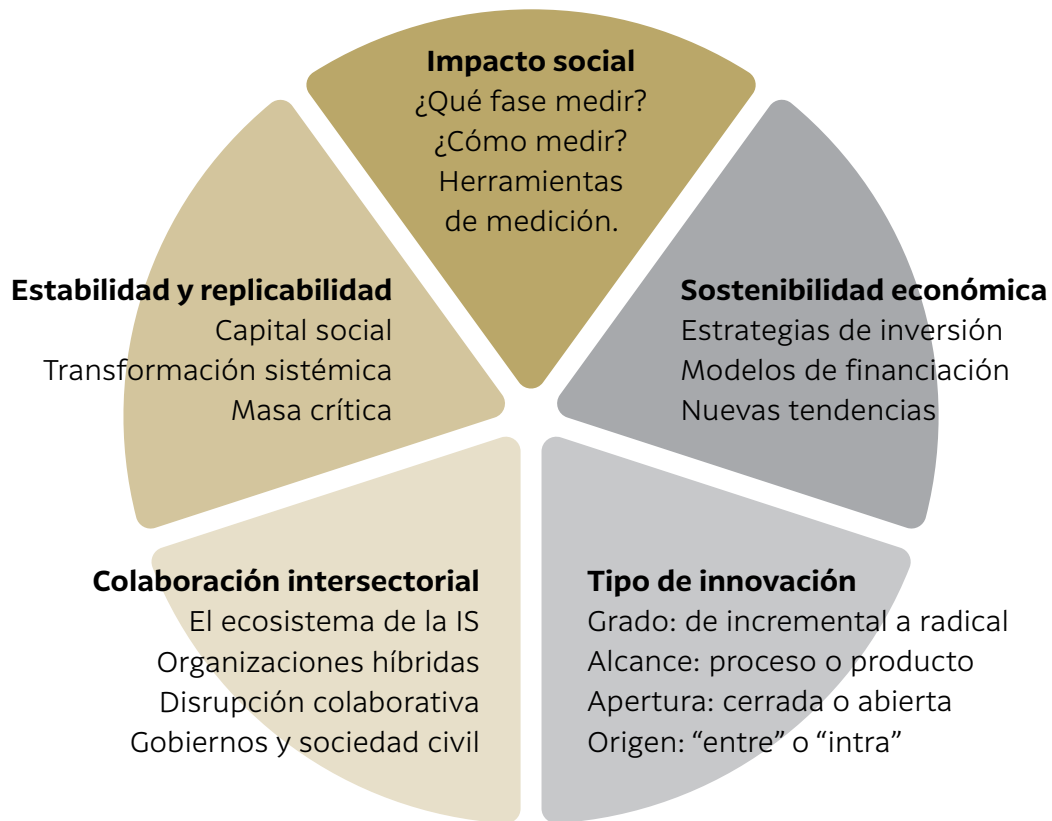 Impacto social
¿Qué fase medir?
¿Cómo medir?
Herramientas
de medición.
Estabilidad y replicabilidad
Capital social
Transformación sistémica
Masa crítica
Sostenibilidad económica
Estrategias de inversión
Modelos de financiación
Nuevas tendencias
Colaboración intersectorial
El ecosistema de la IS
Organizaciones híbridas
Disrupción colaborativa
Gobiernos y sociedad civil
Tipo de innovación
Grado: de incremental a radical
Alcance: proceso o producto
Apertura: cerrada o abierta
Origen: “entre” o “intra”